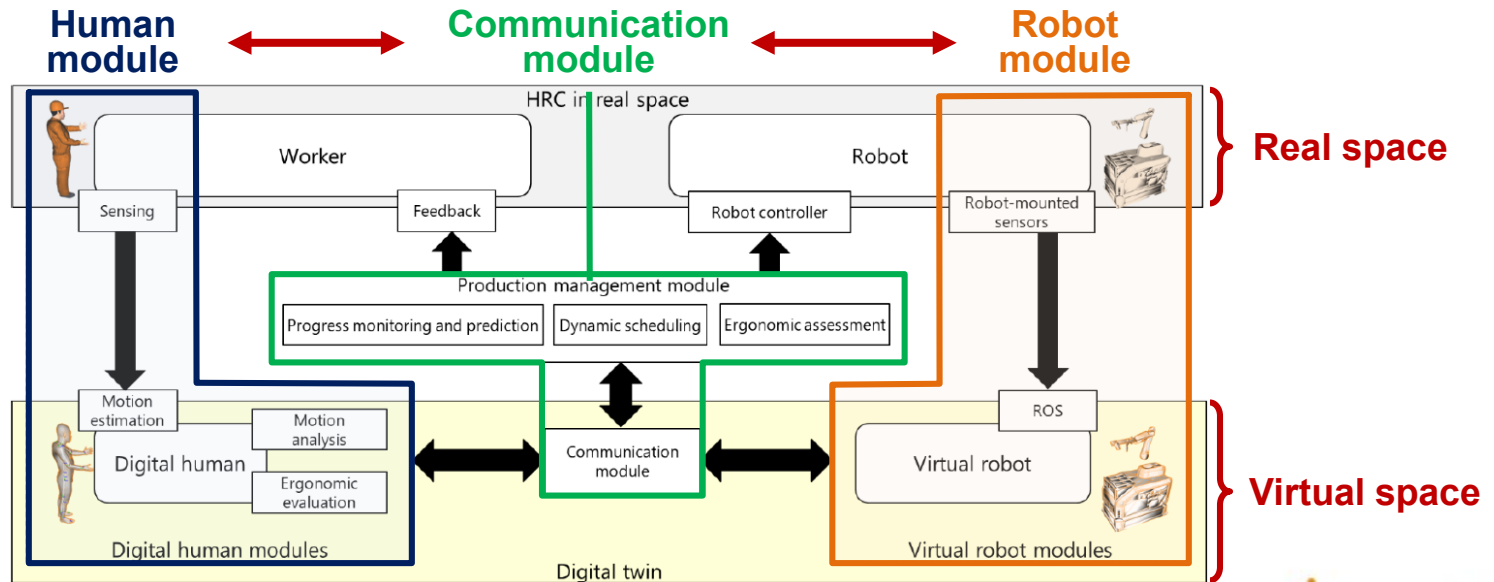 Human
module
Communication
module
Robot
module
HRC in real space
Worker
Robot
Real space
Sensing
Feedback
Robot controller
Robot-mounted
sensors
Production management module
Progress monitoring and prediction
Dynamic scheduling
Ergonomic assessment
Motion
estimation
Motion
analysis
Digital human
Ergonomic
evaluation
Communication
module
ROS
Virtual robot
Virtual space
Digital human modules
Virtual robot modules
Digital twin